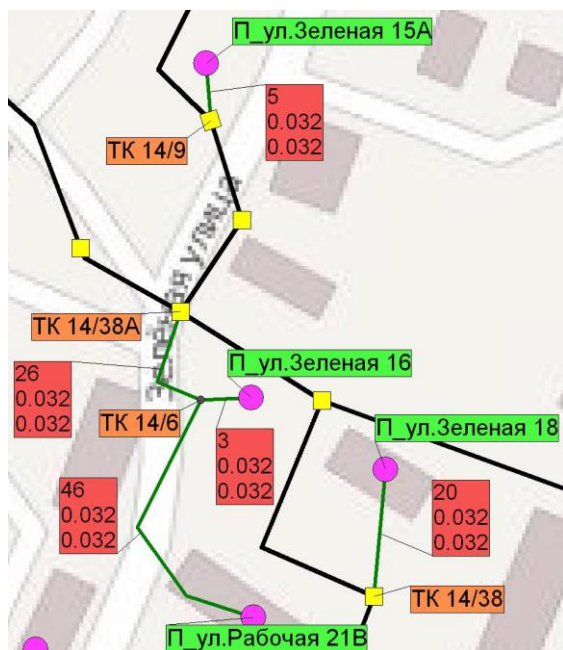 П_ул.Зеленая 15А
5
0.032
0.032
ТК 14/9
Зелёная улица
ТК 14/38А
П_ул.Зеленая 16
26
0.032
0.032
ТК 14/6
П_ул.Зеленая 18
3
0.032
0.032
46
0.032
0.032
20
0.032
0.032
ТК 14/38
П_ул.Рабочая 21В